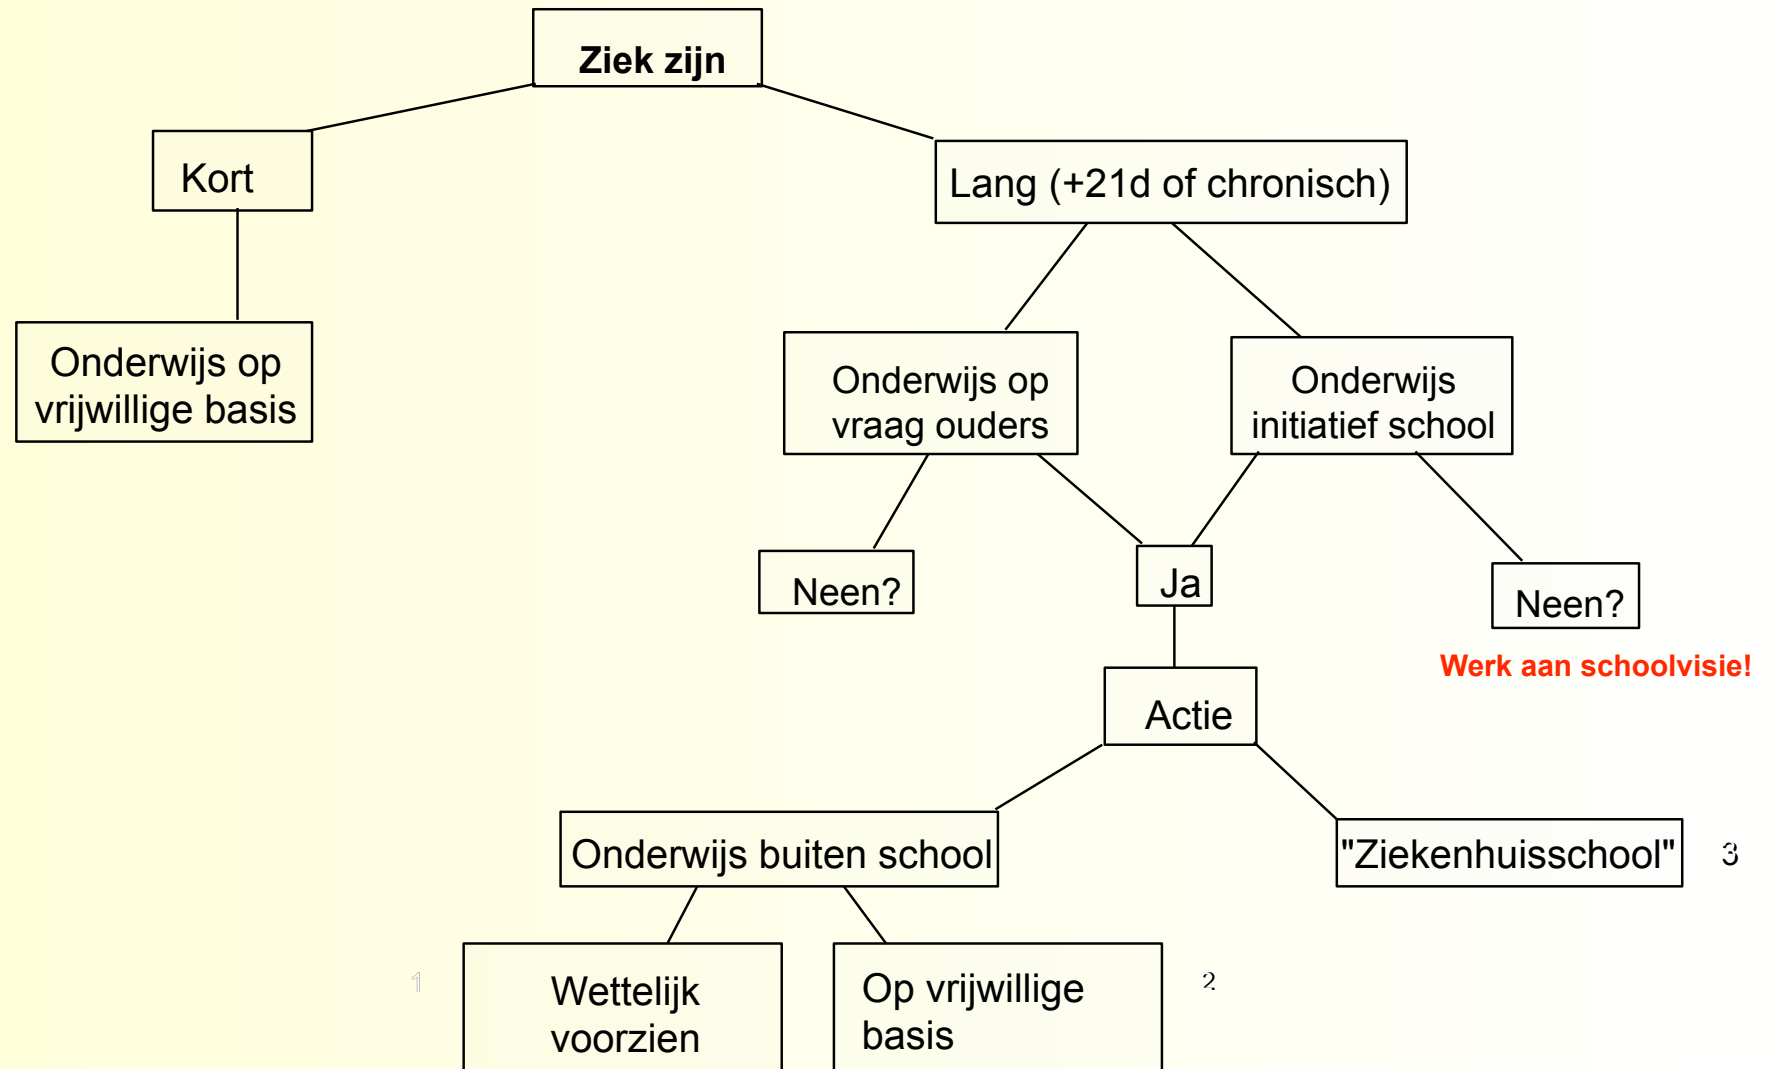 Ziek zijn
Kort
Lang (+21d of chronisch)
Onderwijs op
vrijwillige basis
Onderwijs op
vraag ouders
Onderwijs
initiatief school
Neen?
Ja
Neen?
Werk aan schoolvisie!
Actie
Onderwijs buiten school
"Ziekenhuisschool"
3
1
Wettelijk
voorzien
Op vrijwillige
basis
2